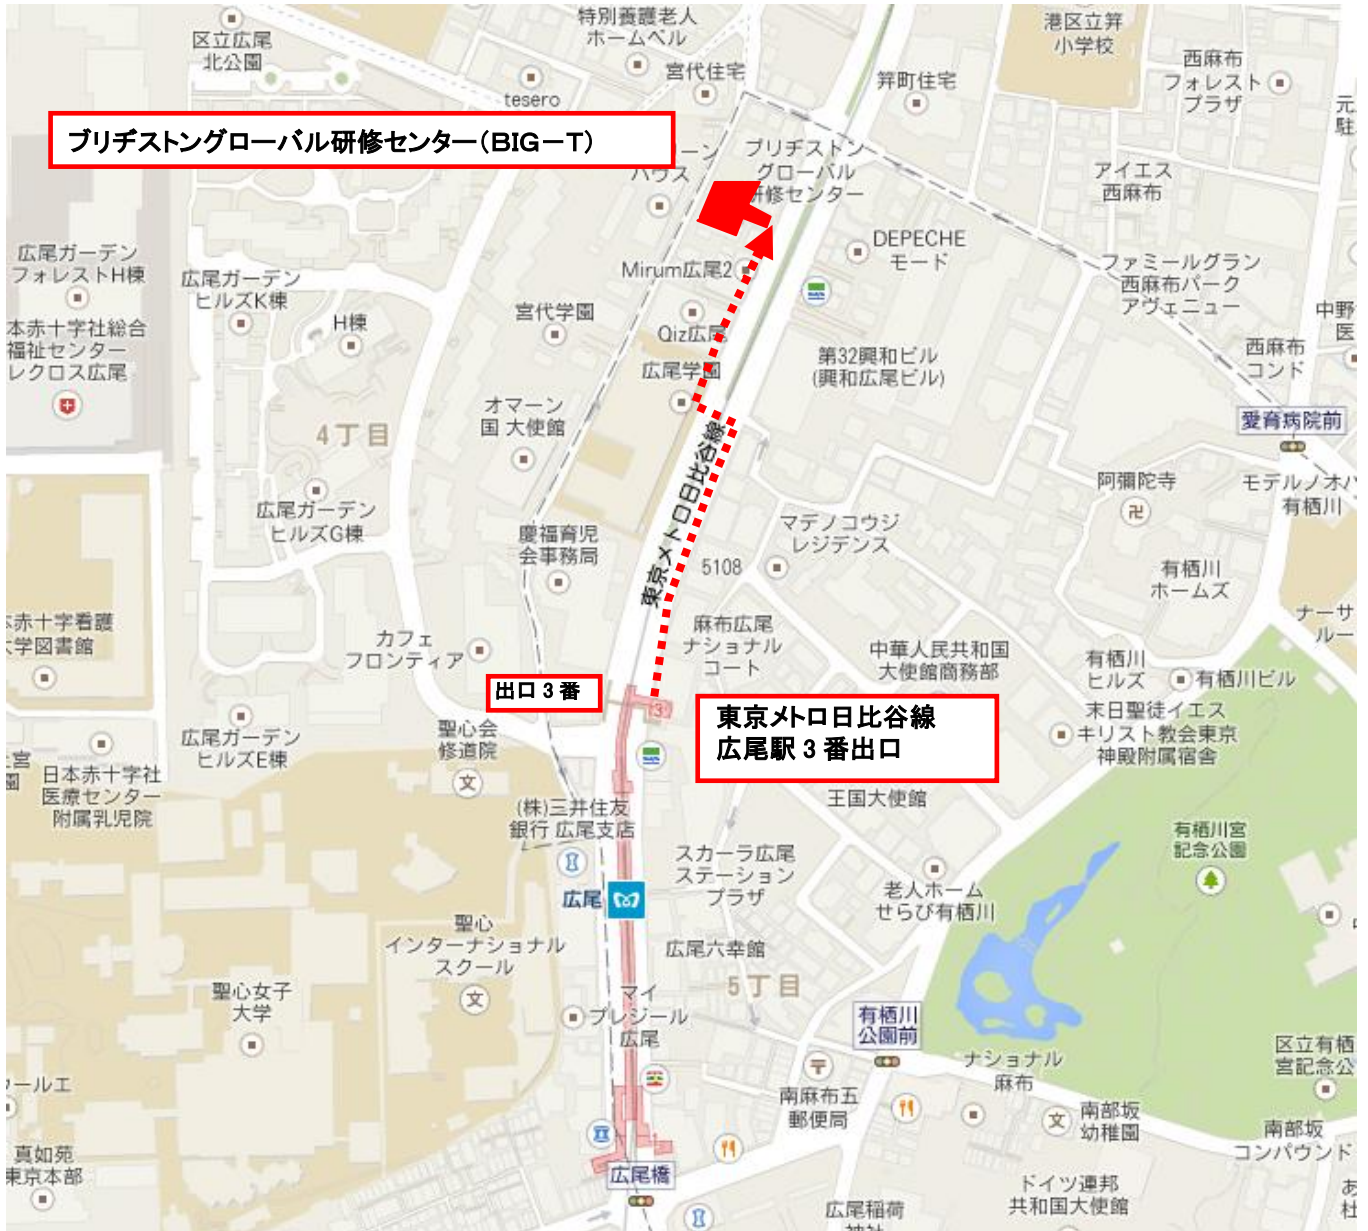 特別養護老人
ホームベル
港区立笄
小学校
区立広尾
北公園
西麻布
フォレスト
プラザ
宮代住宅
笄町住宅
tesero
元
駐
ブリヂストングローバル研修センター(BIG－T)
ーン
ハウス
ブリヂストン
グローバル
研修センター
アイエス
西麻布
DEPECHE
モード
広尾ガーデン
フォレストH棟
広尾ガーデン
ヒルズK棟
Mirum広尾2
ファミールグラン
西麻布パーク
アヴェニュー
宮代学園
H棟
本赤十字社総合
福祉センター
レクロス広尾
Qiz広尾
中野
医
西麻布
コンド
第32興和ビル
(興和広尾ビル)
広尾学園
オマーン
国 大使館
4丁目
愛育病院前
東京メトロ日比谷線
阿彌陀寺
モデルノオハ
有栖川
広尾ガーデン
ヒルズG棟
マデノコウジ
レジデンス
慶福育児
会事務局
5108
有栖川
ホームズ
本赤十字看護
大学図書館
ナーサ
ルー
麻布広尾
ナショナル
コート
カフェ
フロンティア
中華人民共和国
大使館商務部
有栖川
ヒルズ
有栖川ビル
出口３番
3
東京メトロ日比谷線
広尾駅３番出口
末日聖徒イエス
キリスト教会東京
神殿附属宿舎
聖心会
修道院
広尾ガーデン
ヒルズE棟
宮
園
日本赤十字社
医療センター
附属乳児院
文
王国大使館
(株)三井住友
銀行 広尾支店
有栖川宮
記念公園
スカーラ広尾
ステーション
プラザ
老人ホーム
せらび有栖川
広尾
聖心
インターナショナル
スクール
文
広尾六幸館
5丁目
聖心女子
大学
マイ
プレジール
広尾
有栖川
公園前
ナショナル
麻布
区立有栖
宮記念公
ールエ
南麻布五
郵便局
文
南部坂
幼稚園
南部坂
コンパウンド
真如苑
東京本部
広尾橋
ドイツ連邦
共和国大使館
広尾稲荷
あ
杜